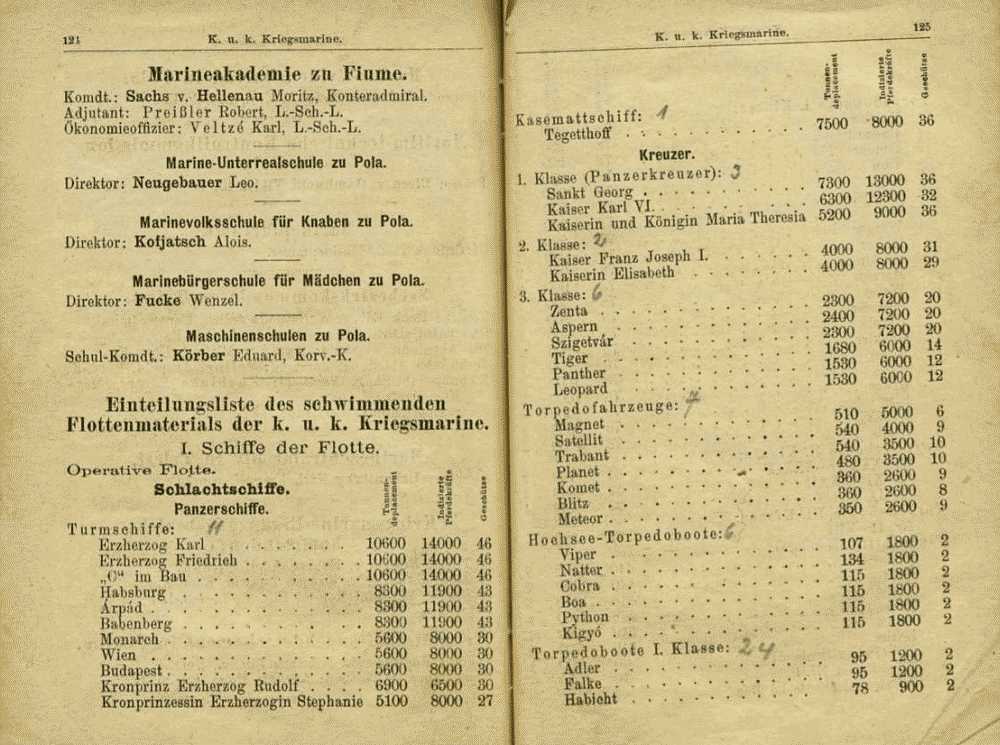 124
K. u. k. Kriegsmarine.
Marineakademie zu Fiume.
Komdt.: Sachs v. Hellenau Moritz, Konteradmiral.
Adjutant: Preißler Robert, L.-Sch.-L.
Ökonomieoffizier: Veltzé Karl, L.-Sch.-L.
Marine-Unterrealschule zu Pola.
Direktor: Neugebauer Leo.
Marinevolksschule für Knaben zu Pola.
Direktor: Kotjatsch Alois.
Marinebürgerschule für Mädchen zu Pola.
Direktor: Fucke Wenzel.
Maschinenschulen zu Pola.
Schul-Komdt.: Körber Eduard, Korv.-K.
Einteilungsliste des schwimmenden
Flottenmaterials der k. u. k. Kriegsmarine.
I. Schiffe der Flotte.
Operative Flotte.
Schlachtschiffe.
Panzerschiffe.
Tonnen-deplacement Indizierte Pferdekräfte Geschütze
Turmschiffe: 11
Erzherzog Karl 10600 14000 46
Erzherzog Friedrich 10600 14000 46
„C“ im Bau 10600 14000 46
Habsburg 8300 11900 43
Árpád 8300 11900 43
Babenberg 8300 11900 43
Monarch 5600 8000 30
Wien 5600 8000 30
Budapest 5600 8000 30
Kronprinz Erzherzog Rudolf 6900 6500 30
Kronprinzessin Erzherzogin Stephanie 5100 8000 27
K. u. k. Kriegsmarine.
125
Tonnen-deplacement Indizierte Pferdekräfte Geschütze
Kasemattschiff: 1
Tegetthoff 7500 8000 36
Kreuzer.
1. Klasse (Panzerkreuzer): 3
Sankt Georg 7300 13000 36
Kaiser Karl VI. 6300 12300 32
Kaiserin und Königin Maria Theresia 5200 9000 36
2. Klasse: 2
Kaiser Franz Joseph I. 4000 8000 31
Kaiserin Elisabeth 4000 8000 29
3. Klasse: 6
Zenta 2300 7200 20
Aspern 2400 7200 20
Szigetvár 2300 7200 20
Tiger 1680 6000 14
Panther 1530 6000 12
Leopard 1530 6000 12
Torpedofahrzeuge: 7
Magnet 510 5000 6
Satellit 540 4000 9
Trabant 540 3500 10
Planet 480 3500 10
Komet 360 2600 9
Blitz 360 2600 8
Meteor 350 2600 9
Hochsee-Torpedoboote: 6
Viper 107 1800 2
Natter 134 1800 2
Cobra 115 1800 2
Boa 115 1800 2
Python 115 1800 2
Kigyó 115 1800 2
Torpedoboote I. Klasse: 24
Adler 95 1200 2
Falke 95 1200 2
Habicht 78 900 2